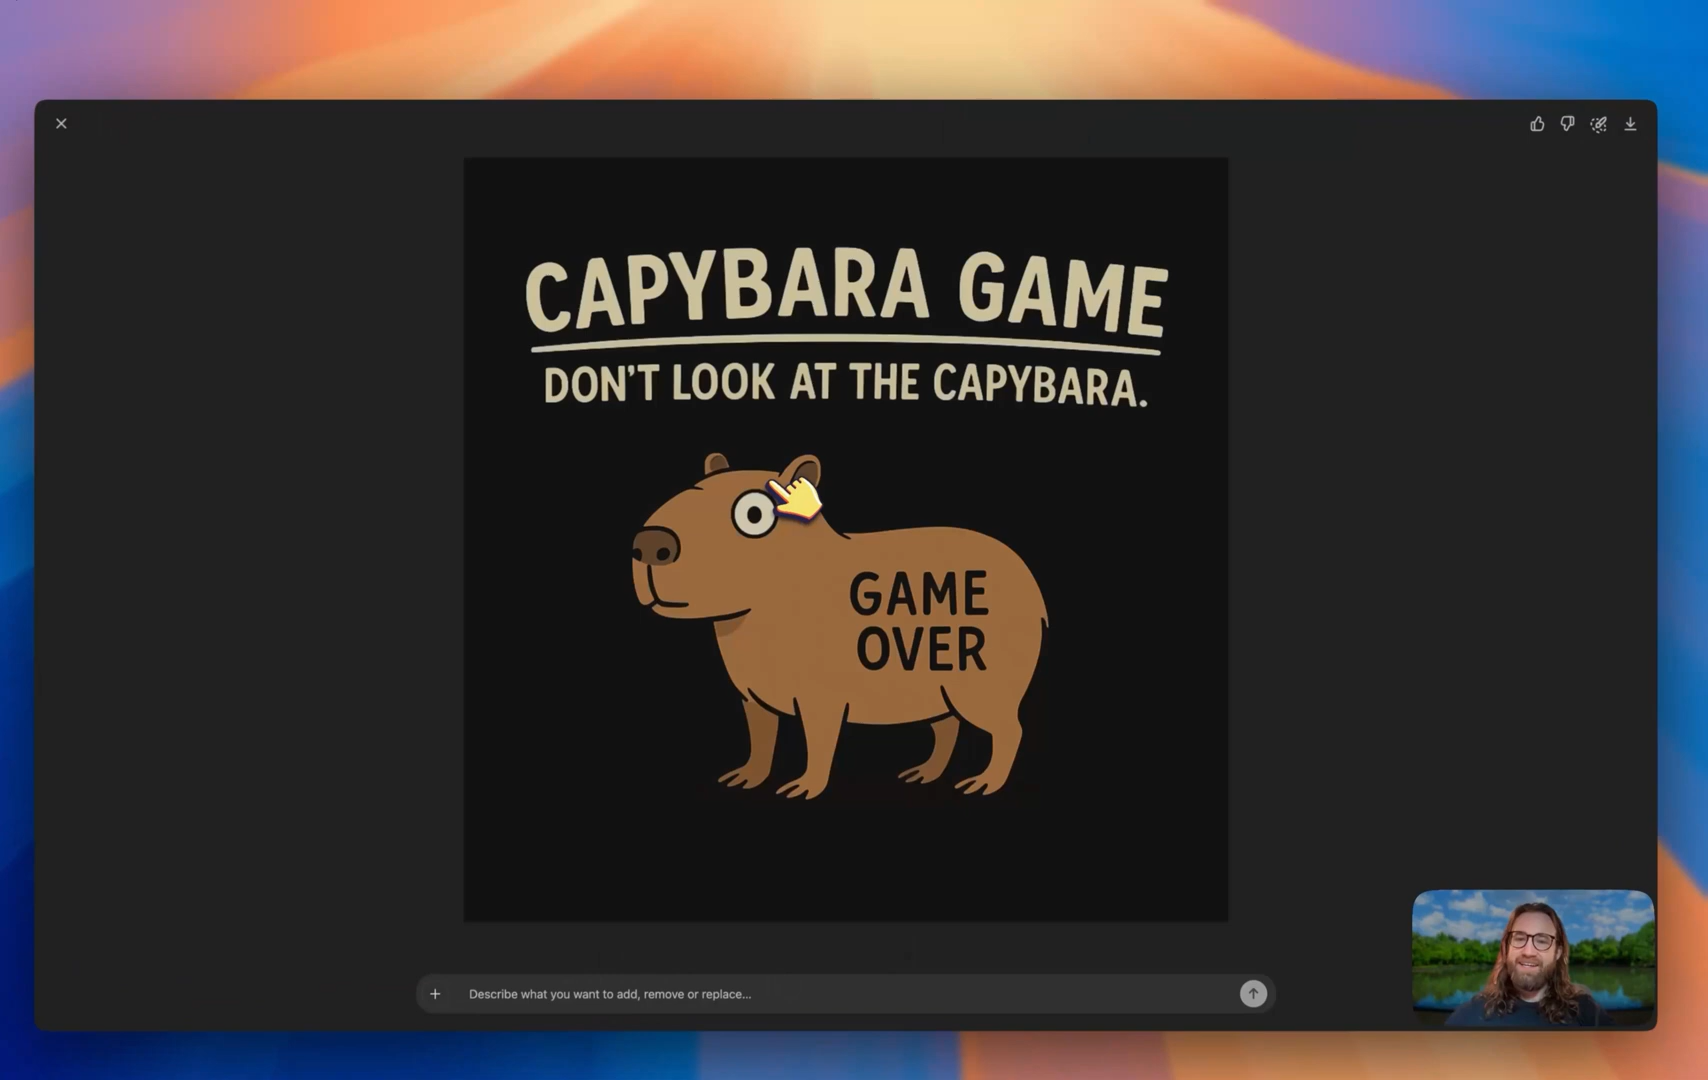 CAPYBARA GAME
DON'T LOOK AT THE CAPYBARA.
GAME
OVER
Describe what you want to add, remove or replace...